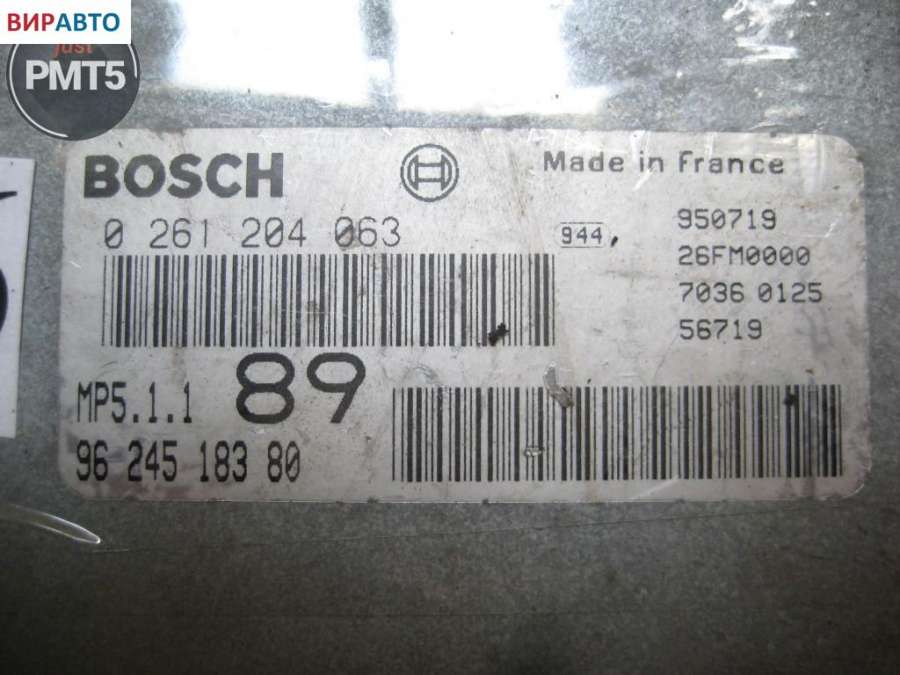 ВИРАВТО
just
PMT5
BOSCH
Made in France
0 261 204 063
944,
950719
26FM0000
7036 0125
56719
MP5.1.1
89
96 245 183 80